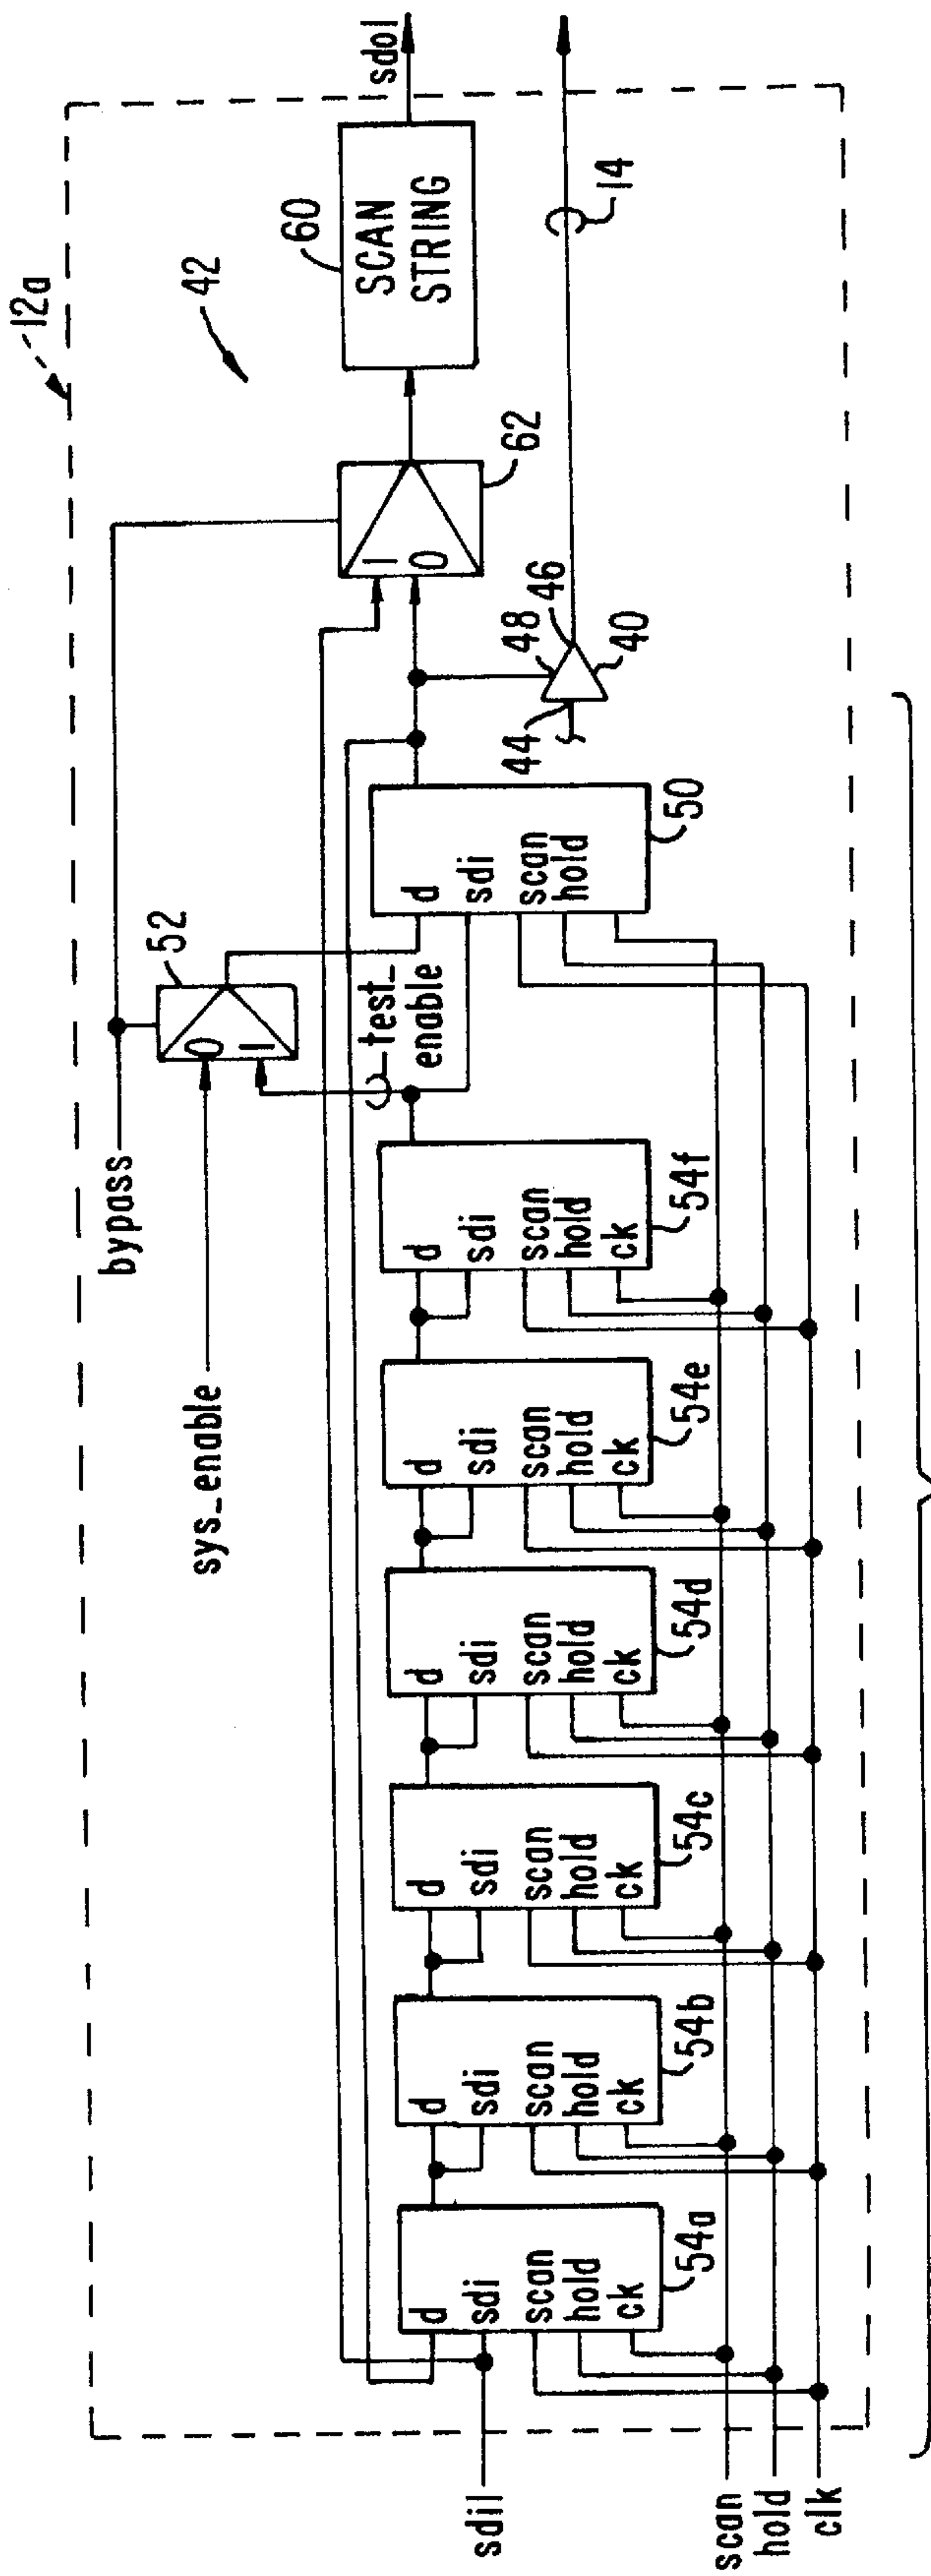 12a
42
bypass
sys_enable
52
0
1
test_
enable
1
0
62
60
SCAN
STRING
sdo1
14
44
48
46
40
sdi1
d
sdi
scan
hold
ck
54a
d
sdi
scan
hold
ck
54b
d
sdi
scan
hold
ck
54c
d
sdi
scan
hold
ck
54d
d
sdi
scan
hold
ck
54e
d
sdi
scan
hold
ck
54f
d
sdi
scan
hold
50
scan
hold
clk